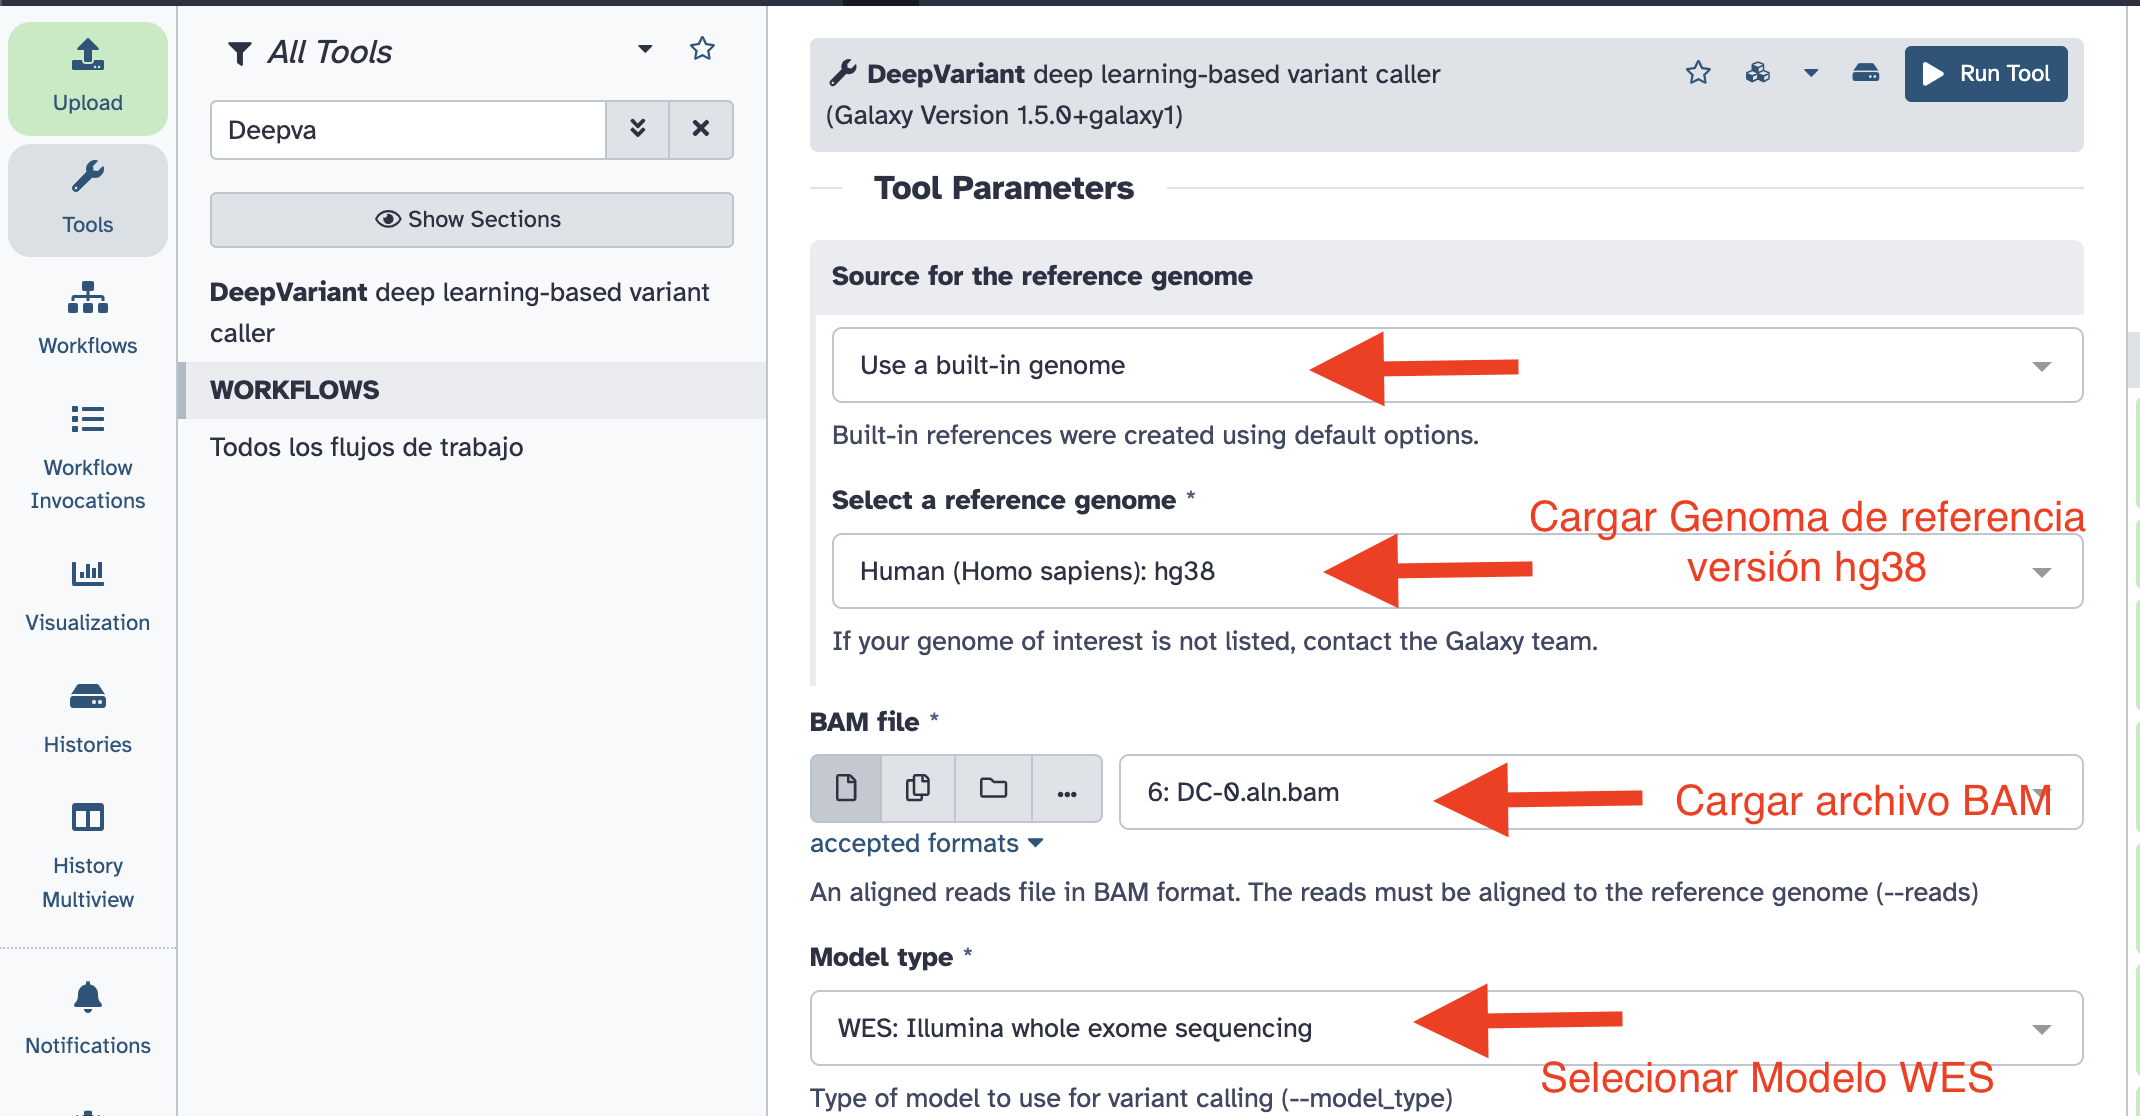 Upload
Tools
Workflows
Workflow
Invocations
Visualization
Histories
History
Multiview
Notifications
All Tools
Deepva
Show Sections
DeepVariant deep learning-based variant
caller
WORKFLOWS
Todos los flujos de trabajo
DeepVariant deep learning-based variant caller
(Galaxy Version 1.5.0+galaxy1)
Run Tool
Tool Parameters
Source for the reference genome
Use a built-in genome
Built-in references were created using default options.
Select a reference genome *
Cargar Genoma de referencia
versión hg38
Human (Homo sapiens): hg38
If your genome of interest is not listed, contact the Galaxy team.
BAM file *
6: DC-0.aln.bam
Cargar archivo BAM
accepted formats
An aligned reads file in BAM format. The reads must be aligned to the reference genome (--reads)
Model type *
WES: Illumina whole exome sequencing
Selecionar Modelo WES
Type of model to use for variant calling (--model_type)